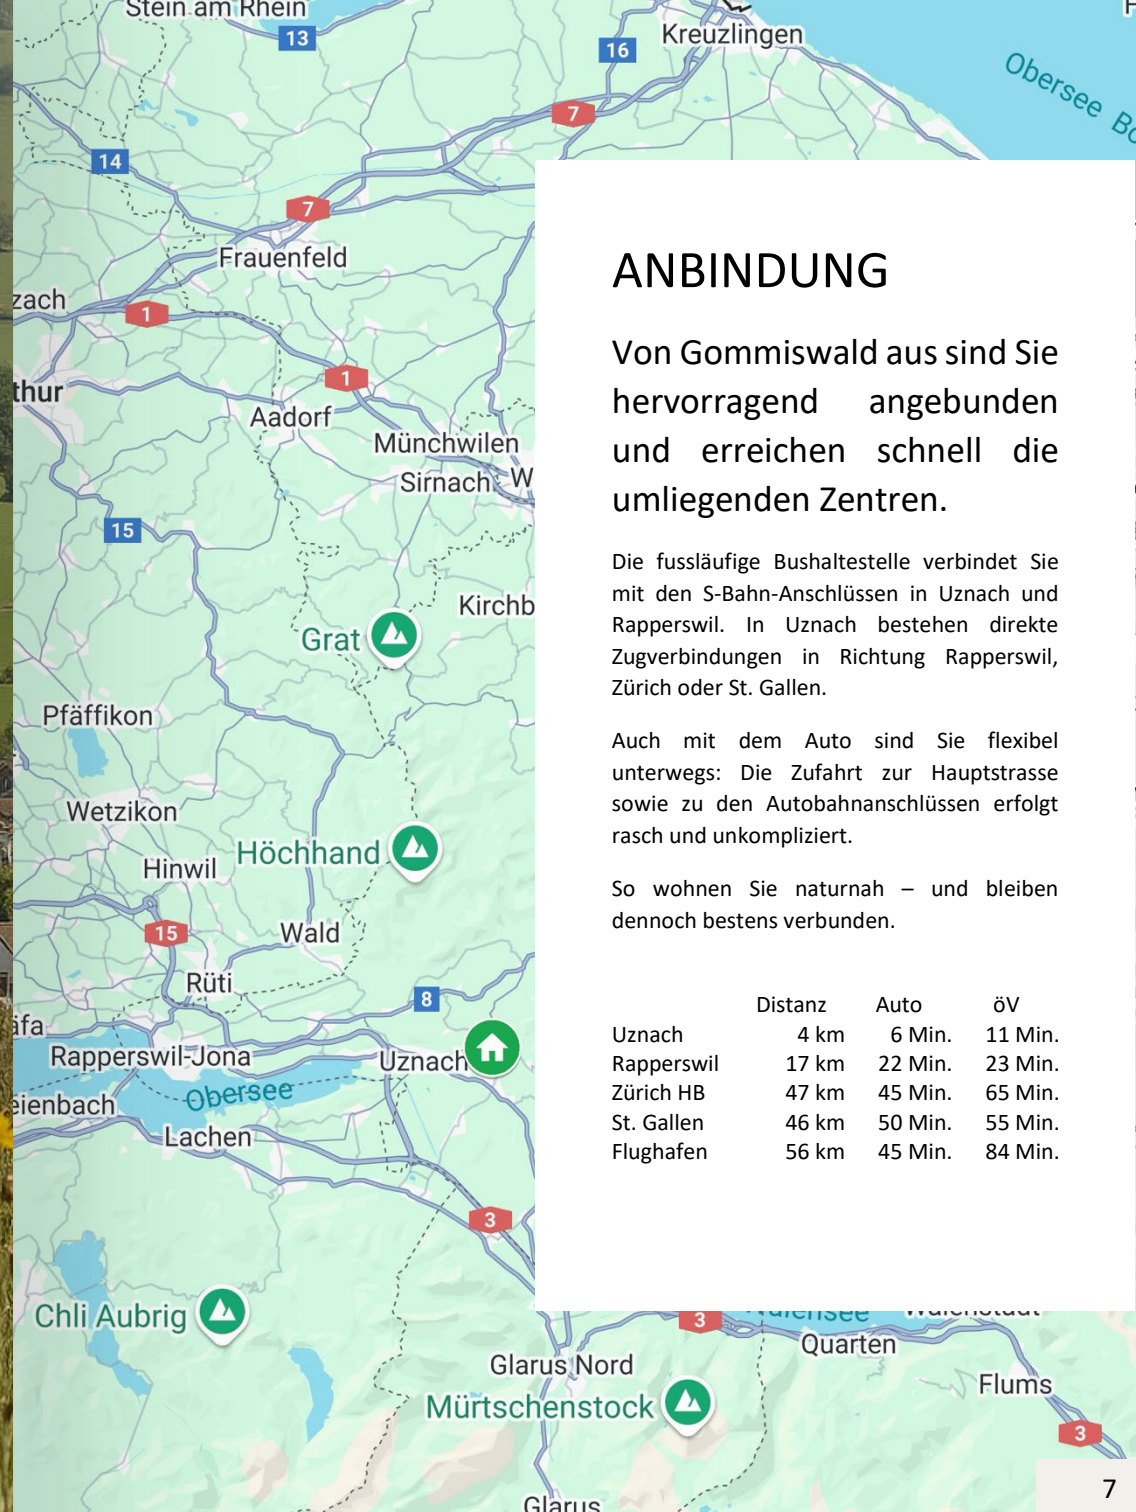 Stein am Rhein
13
16
Kreuzlingen
Obersee
7
14
7
Frauenfeld
zach
1
thur
1
Aadorf
Münchwilen
Sirnach
W
15
Kirchb
Grat
Pfäffikon
Wetzikon
Höchhand
Hinwil
15
Wald
Rüti
8
äfa
Rapperswil-Jona
Uznach
eienbach
Obersee
Lachen
3
Chli Aubrig
3
Quarten
Glarus Nord
Flums
Mürtschenstock
3
Glarus
ANBINDUNG
Von Gommiswald aus sind Sie
hervorragend angebunden
und erreichen schnell die
umliegenden Zentren.
Die fussläufige Bushaltestelle verbindet Sie
mit den S-Bahn-Anschlüssen in Uznach und
Rapperswil. In Uznach bestehen direkte
Zugverbindungen in Richtung Rapperswil,
Zürich oder St. Gallen.
Auch mit dem Auto sind Sie flexibel
unterwegs: Die Zufahrt zur Hauptstrasse
sowie zu den Autobahnanschlüssen erfolgt
rasch und unkompliziert.
So wohnen Sie naturnah – und bleiben
dennoch bestens verbunden.
Distanz Auto öV
Uznach 4 km 6 Min. 11 Min.
Rapperswil 17 km 22 Min. 23 Min.
Zürich HB 47 km 45 Min. 65 Min.
St. Gallen 46 km 50 Min. 55 Min.
Flughafen 56 km 45 Min. 84 Min.
7